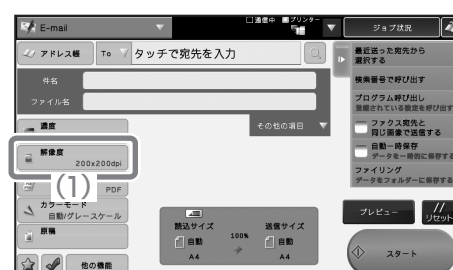 E-mail
通信中
プリンター
ジョブ状況
アドレス帳
To
タッチで宛先を入力
最近送った宛先から
選択する
件名
検索番号で呼び出す
ファイル名
プログラム呼び出し
登録されている設定を呼び出す
濃度
その他の項目
ファクス宛先と
同じ画像で送信する
解像度
200x200dpi
自動一時保存
データを一時的に保存する
(1)
PDF
ファイリング
データをフォルダーに保存する
カラーモード
自動/グレースケール
プレビュー
リセット
原稿
読込サイズ
100%
送信サイズ
自動
自動
A4
A4
スタート
他の機能